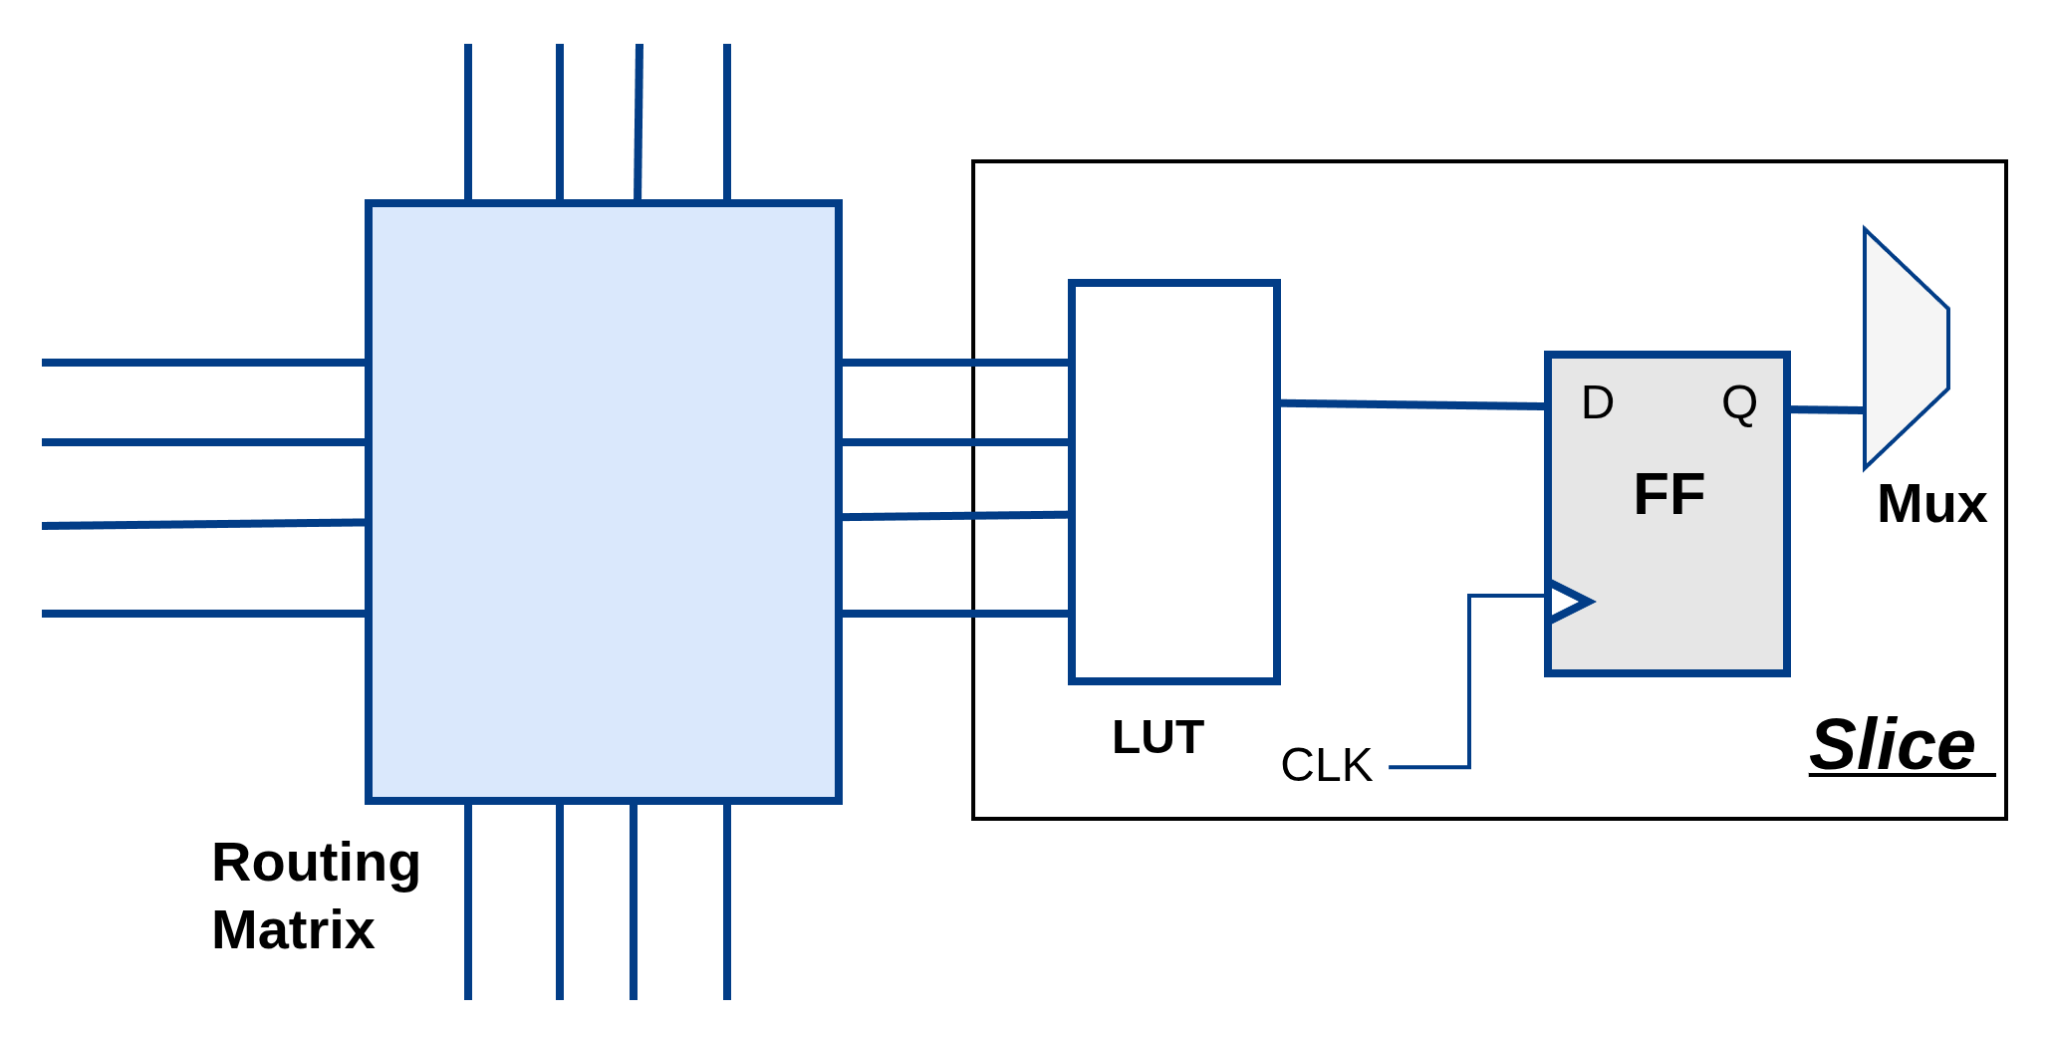 D
Q
FF
Mux
LUT
CLK
Slice
Routing
Matrix